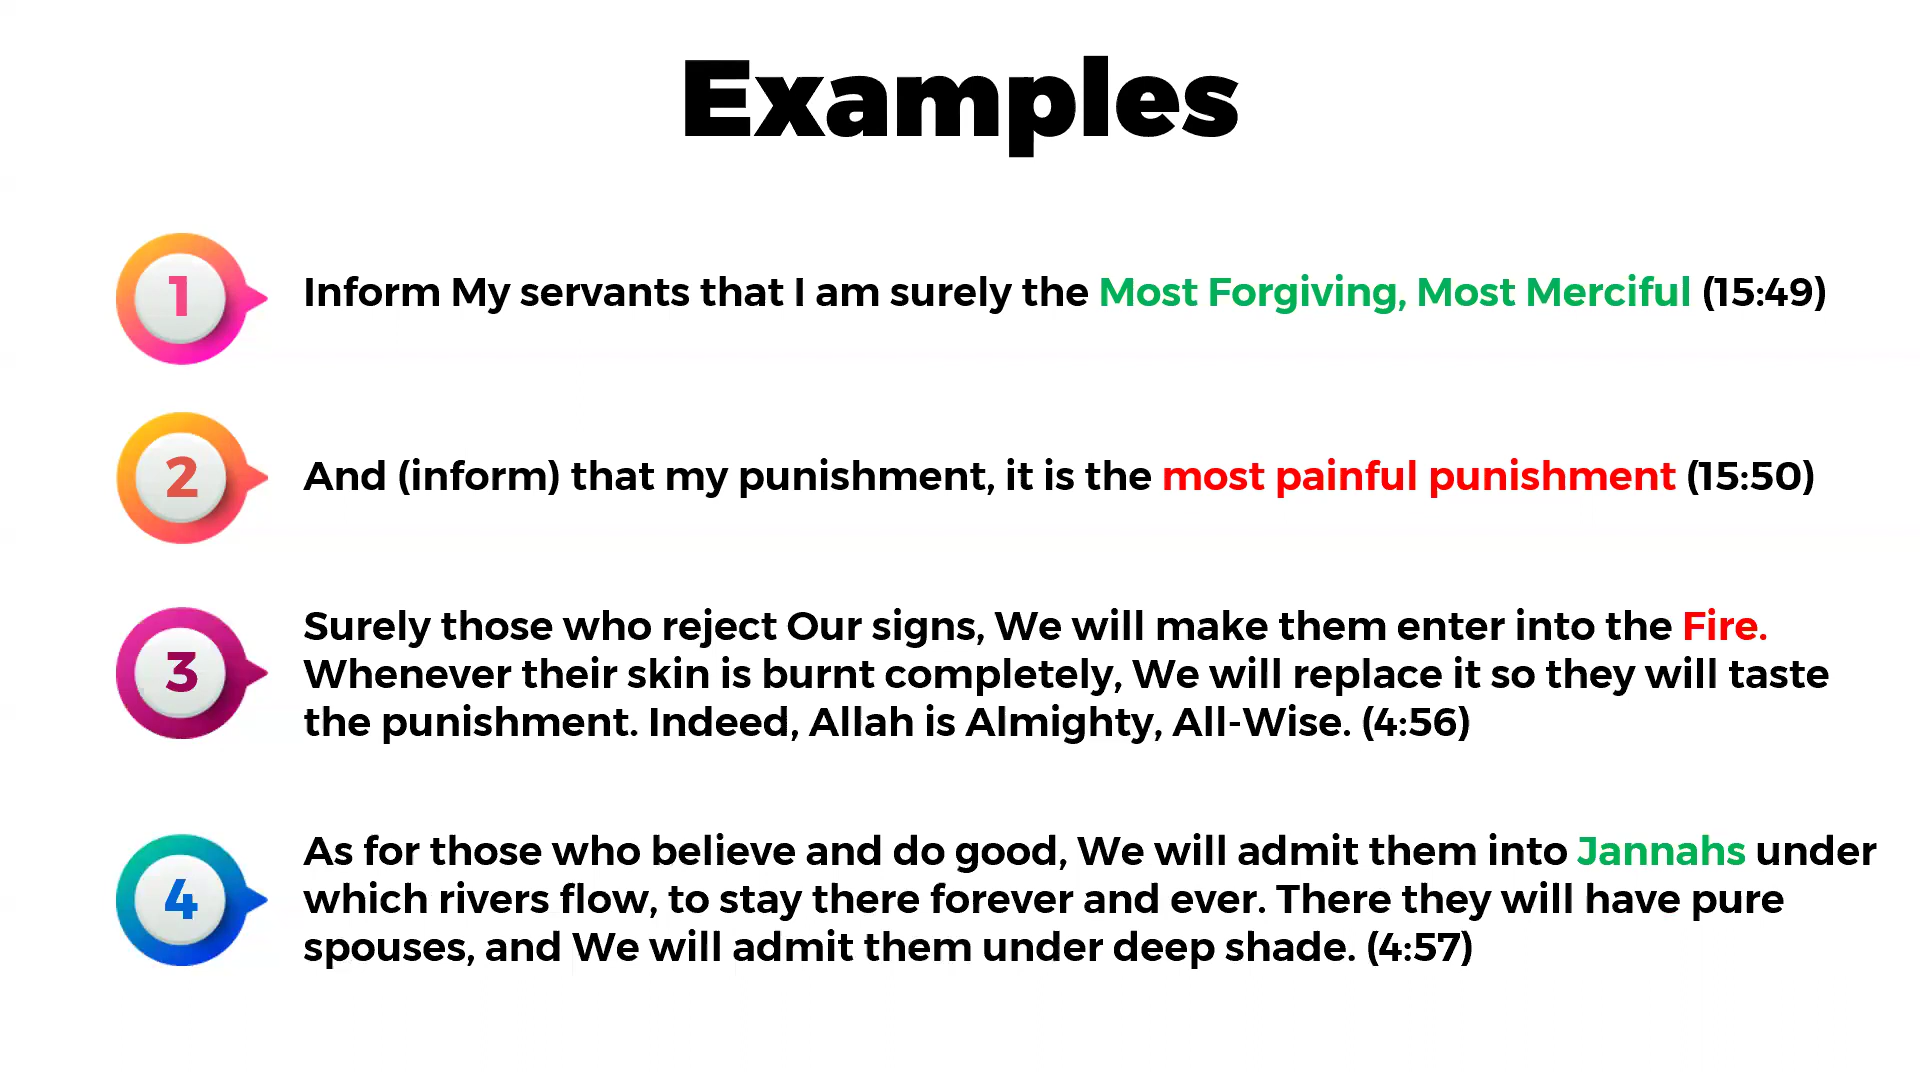 Examples
1
Inform My servants that I am surely the Most Forgiving, Most Merciful (15:49)
2
And (inform) that my punishment, it is the most painful punishment (15:50)
3
Surely those who reject Our signs, We will make them enter into the Fire.
Whenever their skin is burnt completely, We will replace it so they will taste
the punishment. Indeed, Allah is Almighty, All-Wise. (4:56)
4
As for those who believe and do good, We will admit them into Jannahs under
which rivers flow, to stay there forever and ever. There they will have pure
spouses, and We will admit them under deep shade. (4:57)